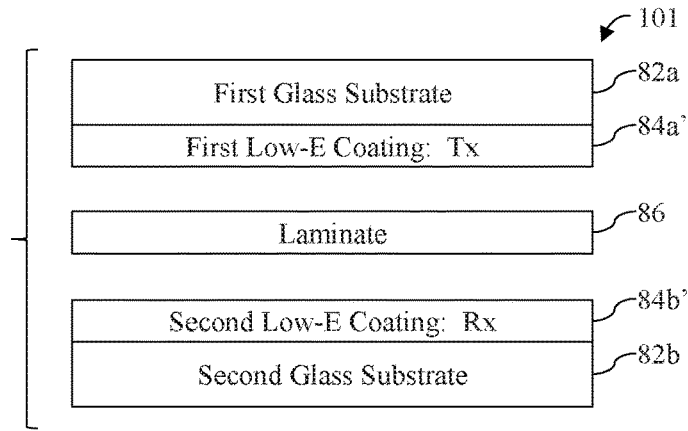 101
First Glass Substrate 82a
First Low-E Coating: Tx 84a’
Laminate 86
Second Low-E Coating: Rx 84b’
Second Glass Substrate 82b